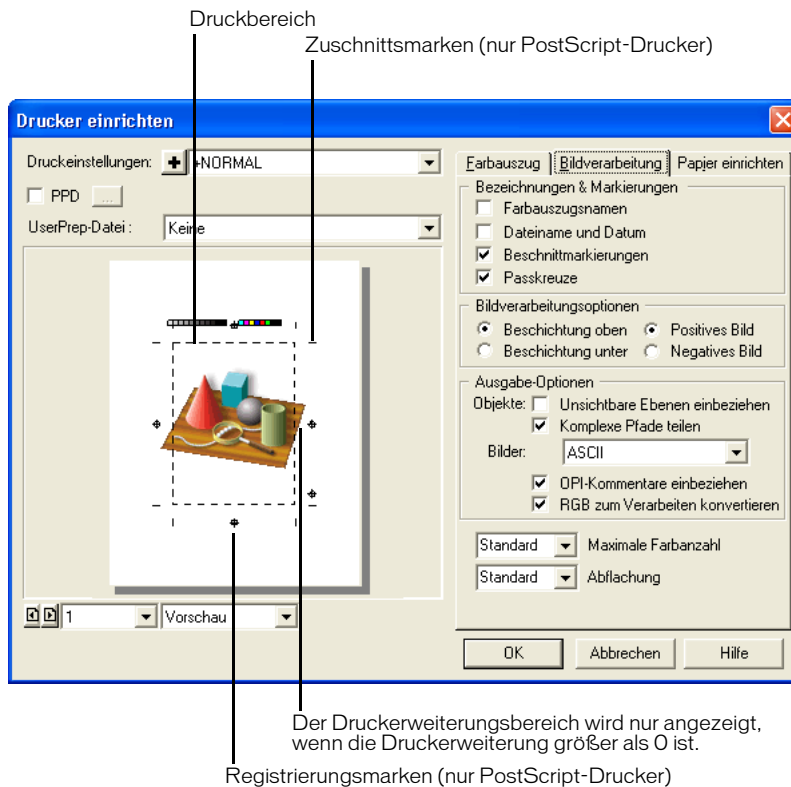 Druckbereich
Zuschnittsmarken (nur PostScript-Drucker)
Drucker einrichten
Druckeinstellungen: +NORMAL
PPD ...
UserPrep-Datei : Keine
1 Vorschau
Farbauszug Bildverarbeitung Papier einrichten
Bezeichnungen & Markierungen
Farbauszugsnamen
Dateiname und Datum
Beschnittmarkierungen
Passkreuze
Bildverarbeitungsoptionen
Beschichtung oben Positives Bild
Beschichtung unter Negatives Bild
Ausgabe-Optionen
Objekte: Unsichtbare Ebenen einbeziehen
Komplexe Pfade teilen
Bilder: ASCII
OPI-Kommentare einbeziehen
RGB zum Verarbeiten konvertieren
Standard Maximale Farbanzahl
Standard Abflachung
OK Abbrechen Hilfe
Der Druckerweiterungsbereich wird nur angezeigt,
wenn die Druckerweiterung größer als 0 ist.
Registrierungsmarken (nur PostScript-Drucker)